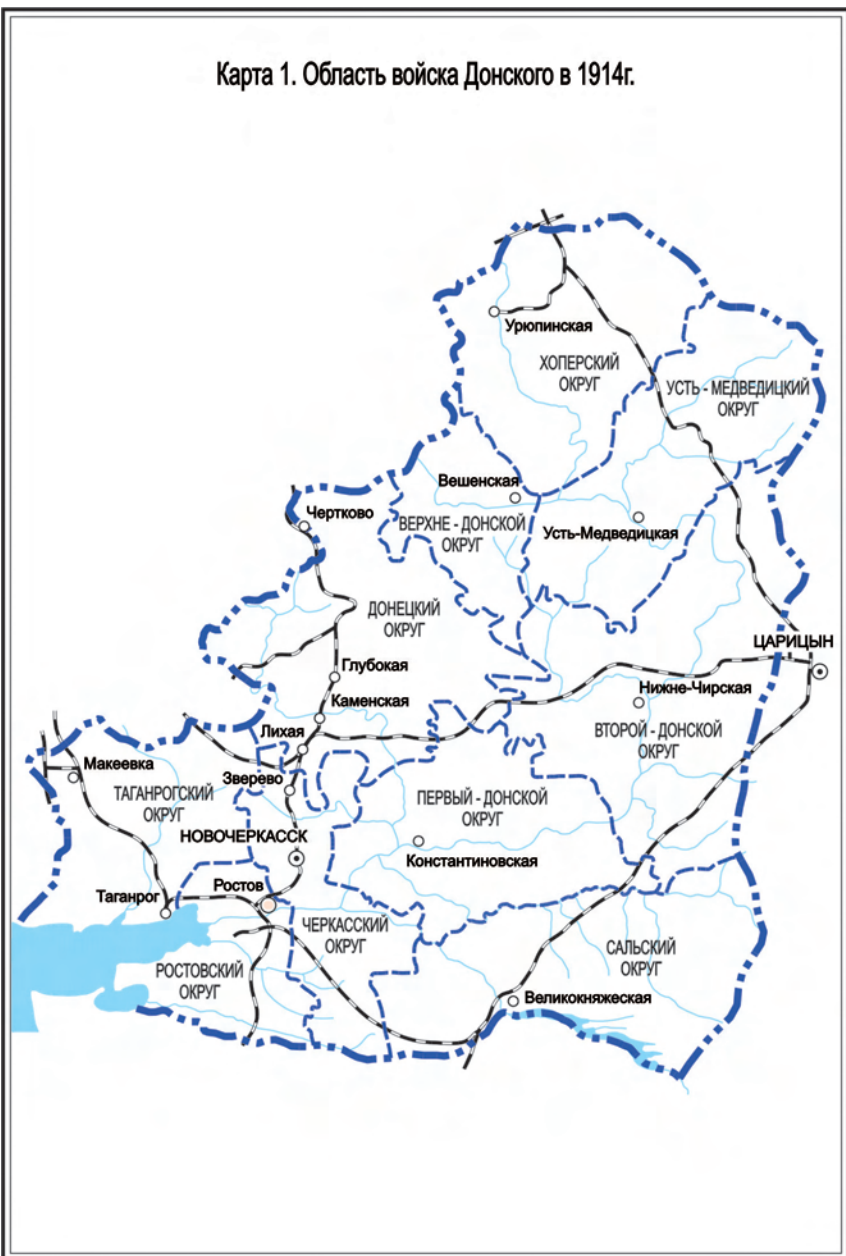 Карта 1. Область войска Донского в 1914г.
Урюпинская
ХОПЕРСКИЙ
ОКРУГ
УСТЬ - МЕДВЕДИЦКИЙ
ОКРУГ
Вешенская
Чертково
ВЕРХНЕ - ДОНСКОЙ
ОКРУГ
Усть-Медведицкая
ДОНЕЦКИЙ
ОКРУГ
ЦАРИЦЫН
Глубокая
Нижне-Чирская
Каменская
ВТОРОЙ - ДОНСКОЙ
ОКРУГ
Лихая
Макеевка
Зверево
ТАГАНРОГСКИЙ
ОКРУГ
ПЕРВЫЙ - ДОНСКОЙ
ОКРУГ
НОВОЧЕРКАССК
Константиновская
Ростов
Таганрог
ЧЕРКАССКИЙ
ОКРУГ
САЛЬСКИЙ
ОКРУГ
РОСТОВСКИЙ
ОКРУГ
Великокняжеская